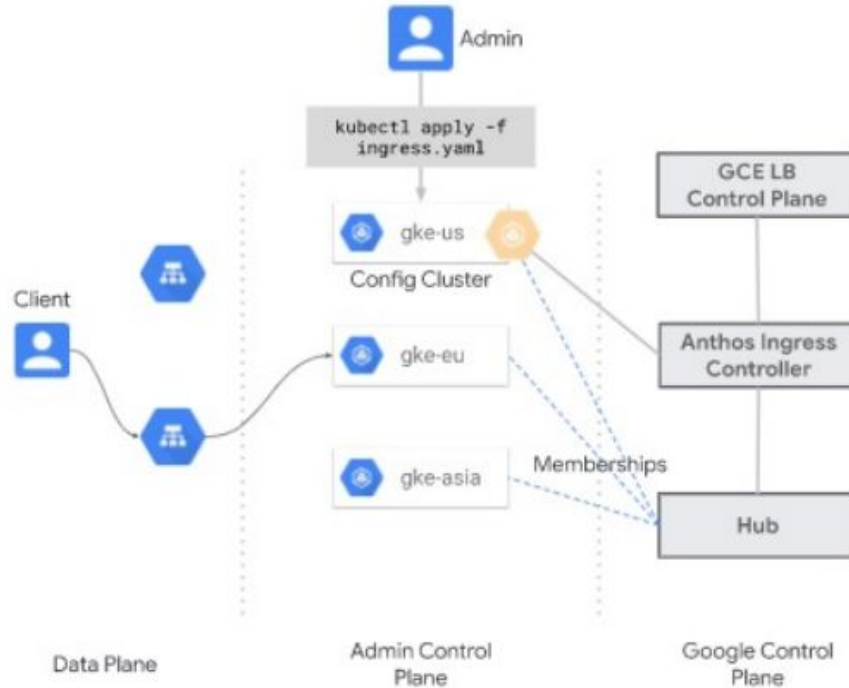 Admin
kubectl apply -f
ingress.yaml
GCE LB
Control Plane
gke-us
Config Cluster
Client
gke-eu
Anthos Ingress
Controller
gke-asia
Memberships
Hub
Data Plane
Admin Control
Plane
Google Control
Plane